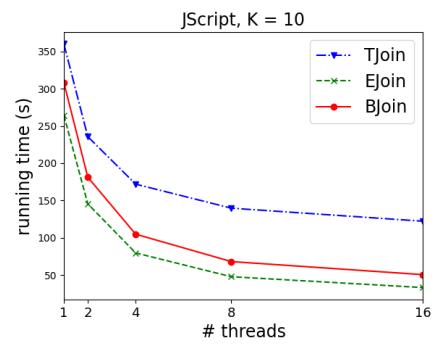 JScript, K = 10
TJoin
EJoin
BJoin
running time (s)
350
300
250
200
150
100
50
1 2 4 8 16
# threads